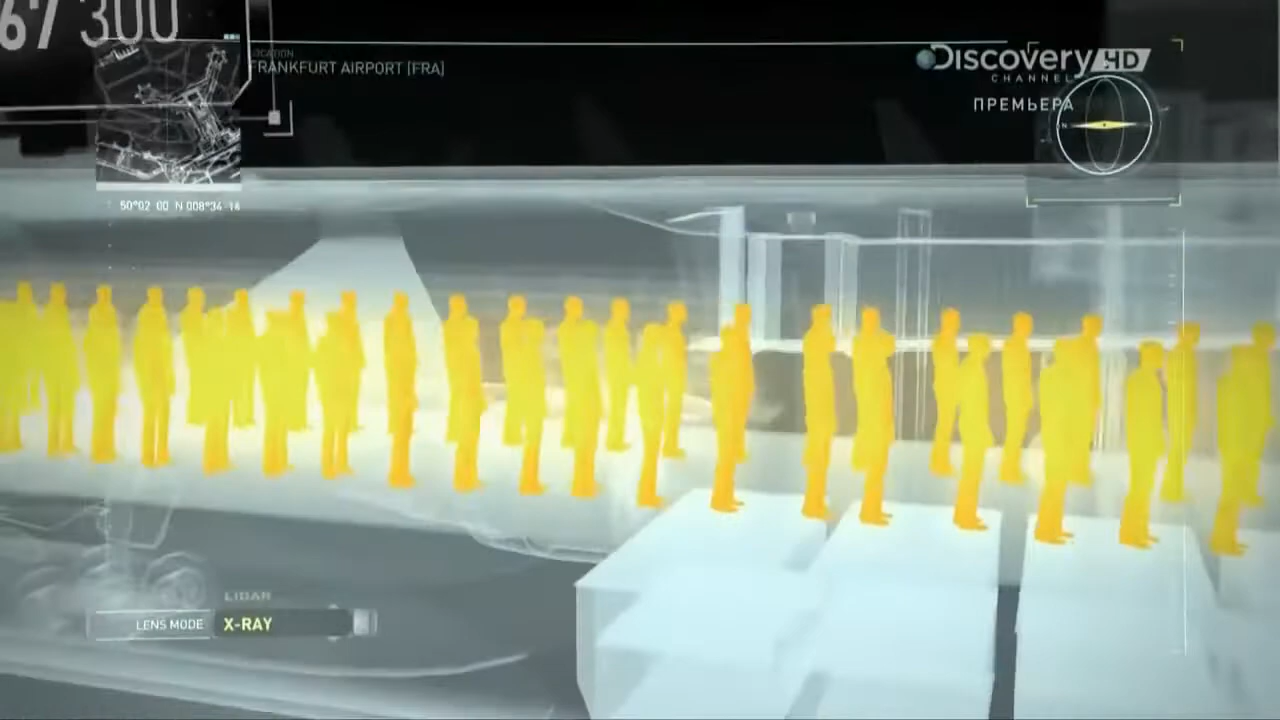 67 300
LOCATION
FRANKFURT AIRPORT [FRA]
Discovery HD
CHANNEL
ПРЕМЬЕРА
N
50°02 00 N 008°34 14
LIDAR
LENS MODE X-RAY